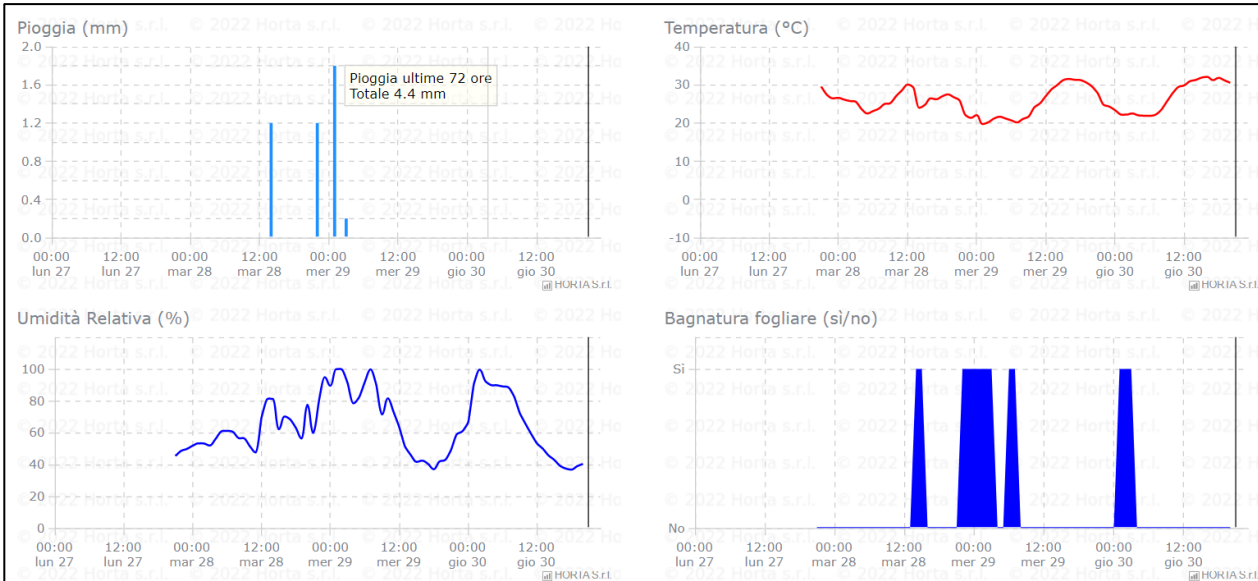 Pioggia (mm)
2.0
1.6
1.2
0.8
0.4
0.0
Pioggia ultime 72 ore
Totale 4.4 mm
00:00 12:00 00:00 12:00 00:00 12:00 00:00 12:00
lun 27 lun 27 mar 28 mar 28 mer 29 mer 29 gio 30 gio 30
HORTA S.r.l.
Temperatura (°C)
40
30
20
10
0
-10
00:00 12:00 00:00 12:00 00:00 12:00 00:00 12:00
lun 27 lun 27 mar 28 mar 28 mer 29 mer 29 gio 30 gio 30
HORTA S.r.l.
Umidità Relativa (%)
100
80
60
40
20
0
00:00 12:00 00:00 12:00 00:00 12:00 00:00 12:00
lun 27 lun 27 mar 28 mar 28 mer 29 mer 29 gio 30 gio 30
HORTA S.r.l.
Bagnatura fogliare (sì/no)
Si
No
00:00 12:00 00:00 12:00 00:00 12:00 00:00 12:00
lun 27 lun 27 mar 28 mar 28 mer 29 mer 29 gio 30 gio 30
HORTA S.r.l.
© 2022 Horta s.r.l.